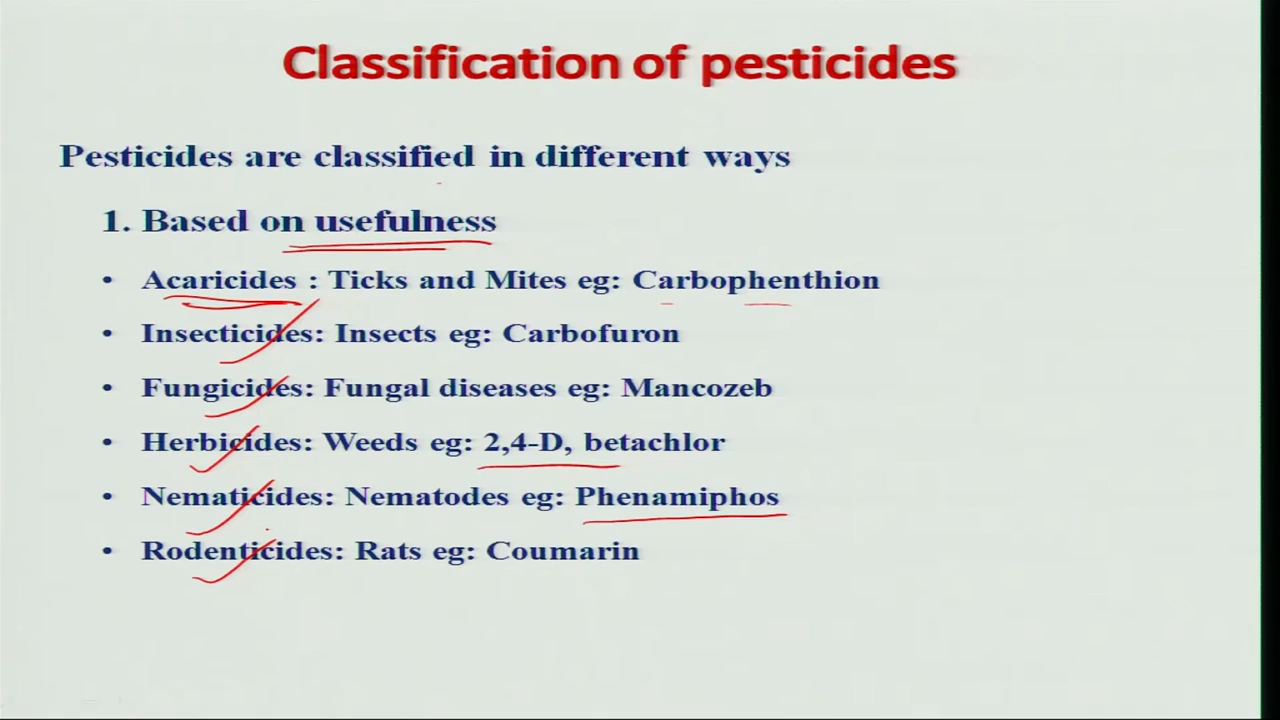 Classification of pesticides
Pesticides are classified in different ways
1. Based on usefulness
• Acaricides : Ticks and Mites eg: Carbophenthion
• Insecticides: Insects eg: Carbofuron
• Fungicides: Fungal diseases eg: Mancozeb
• Herbicides: Weeds eg: 2,4-D, betachlor
• Nematicides: Nematodes eg: Phenamiphos
• Rodenticides: Rats eg: Coumarin